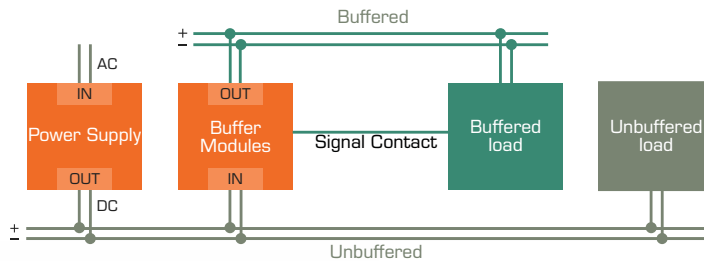 Buffered
+
–
AC
IN
Power Supply
OUT
DC
OUT
Buffer
Modules
IN
Signal Contact
Buffered
load
Unbuffered
load
+
–
Unbuffered